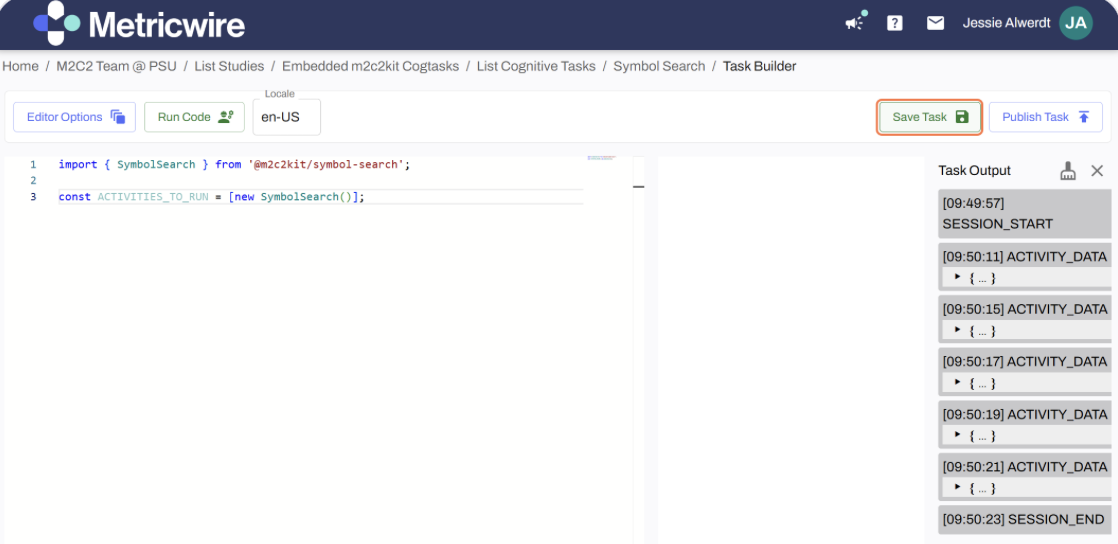 Metricwire
?
Jessie Alwerdt JA
Home / M2C2 Team @ PSU / List Studies / Embedded m2c2kit Cogtasks / List Cognitive Tasks / Symbol Search / Task Builder
Editor Options
Run Code
Locale
en-US
Save Task
Publish Task
1 import { SymbolSearch } from '@m2c2kit/symbol-search';
2
3 const ACTIVITIES_TO_RUN = [new SymbolSearch()];
Task Output
[09:49:57]
SESSION_START
[09:50:11] ACTIVITY_DATA
{ ... }
[09:50:15] ACTIVITY_DATA
{ ... }
[09:50:17] ACTIVITY_DATA
{ ... }
[09:50:19] ACTIVITY_DATA
{ ... }
[09:50:21] ACTIVITY_DATA
{ ... }
[09:50:23] SESSION_END